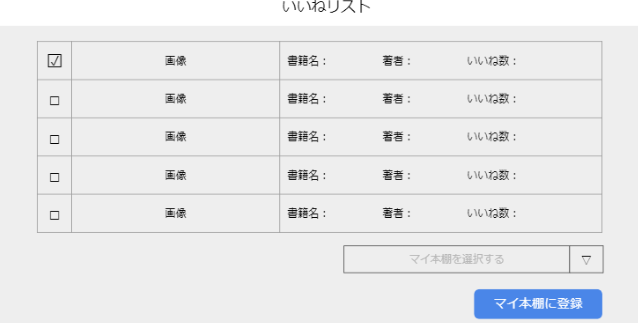 いいねリスト
☑ 画像 書籍名： 著者： いいね数：
□ 画像 書籍名： 著者： いいね数：
□ 画像 書籍名： 著者： いいね数：
□ 画像 書籍名： 著者： いいね数：
□ 画像 書籍名： 著者： いいね数：
マイ本棚を選択する ▽
マイ本棚に登録